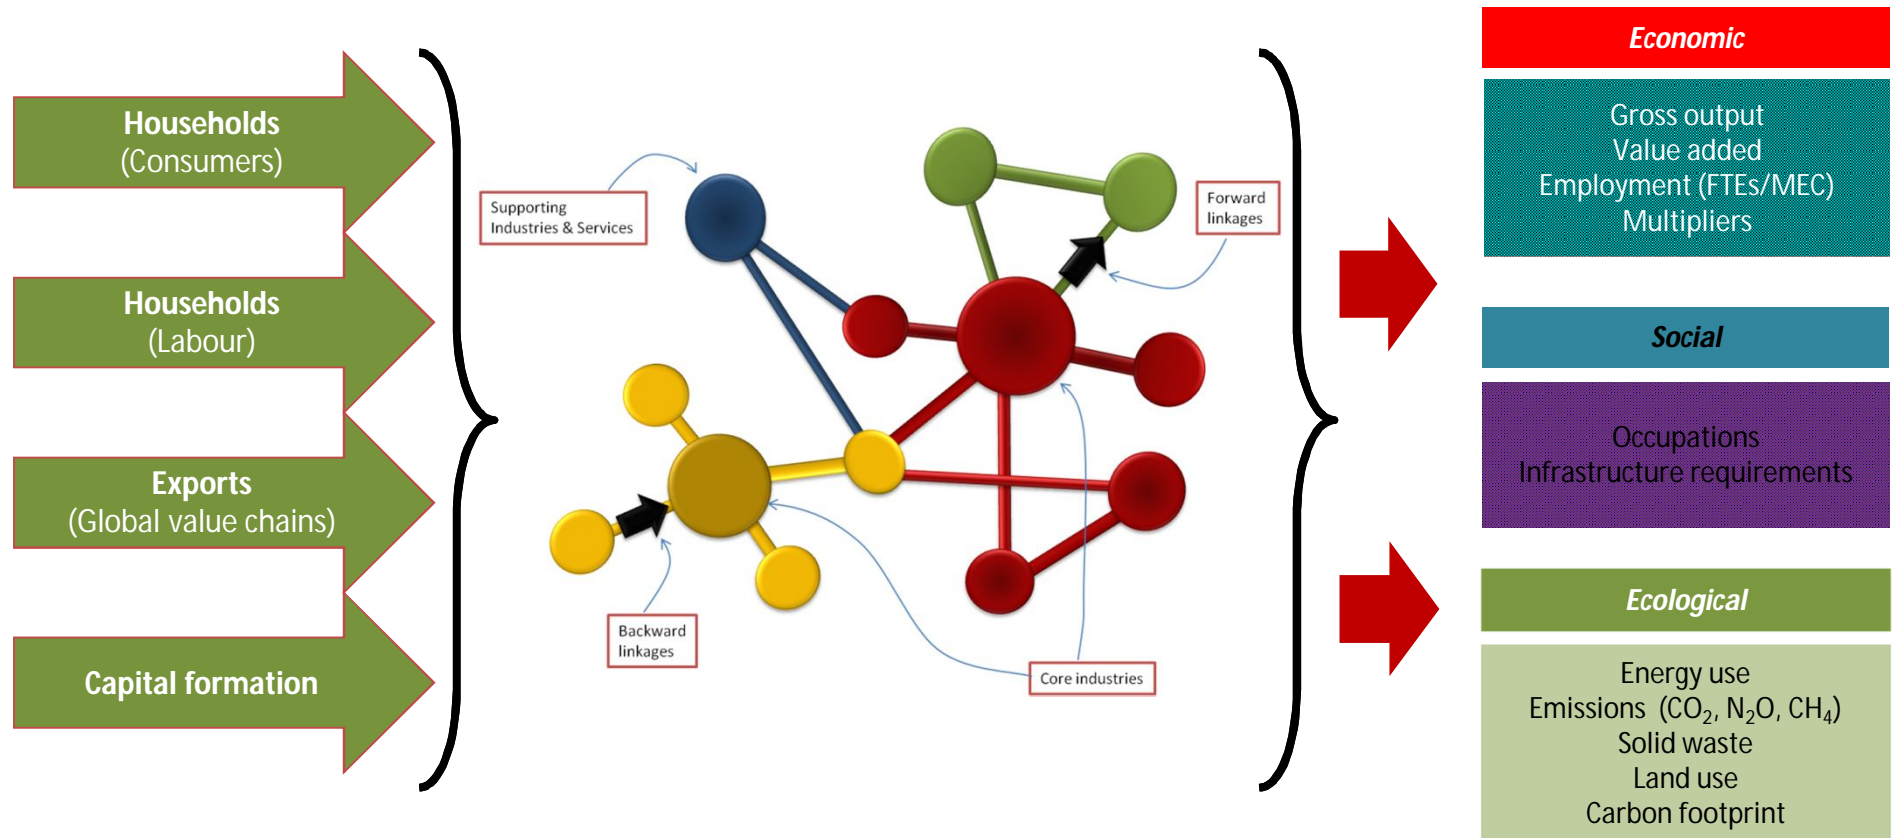 Households
(Consumers)
Households
(Labour)
Exports
(Global value chains)
Capital formation
Supporting
Industries & Services
Forward
linkages
Backward
linkages
Core industries
Economic
Gross output
Value added
Employment (FTEs/MEC)
Multipliers
Social
Occupations
Infrastructure requirements
Ecological
Energy use
Emissions (CO₂, N₂O, CH₄)
Solid waste
Land use
Carbon footprint